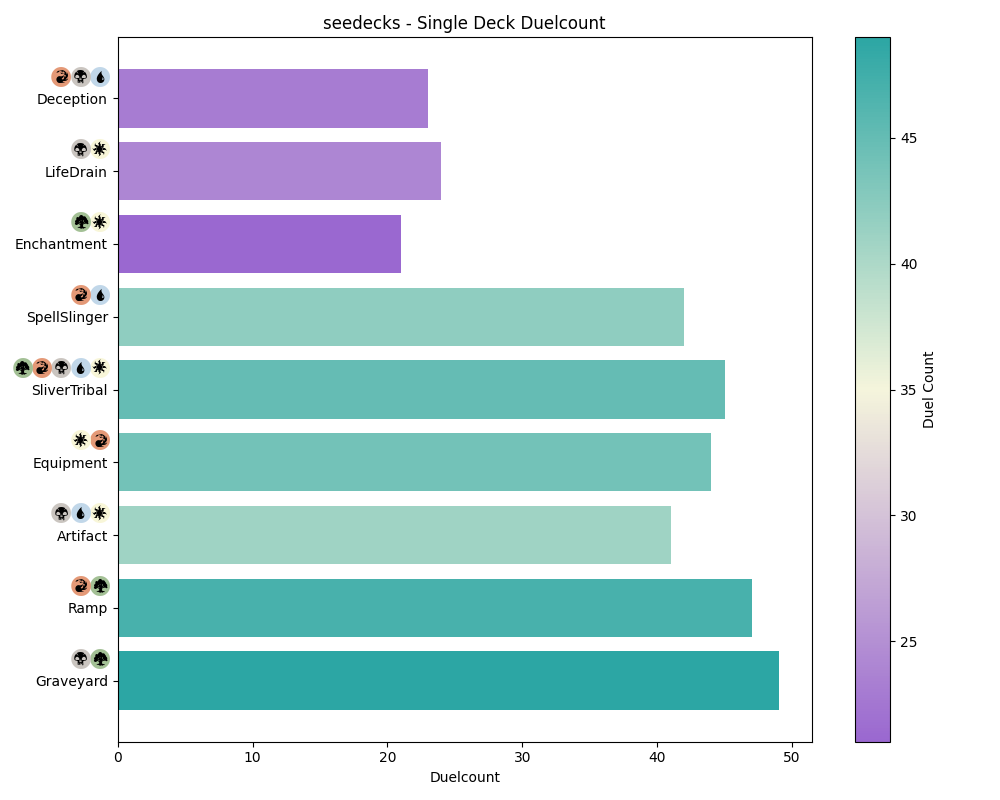 seedecks - Single Deck Duelcount
Deception
LifeDrain
Enchantment
SpellSlinger
SliverTribal
Equipment
Artifact
Ramp
Graveyard
0 10 20 30 40 50
Duelcount
45
40
35
30
25
Duel Count